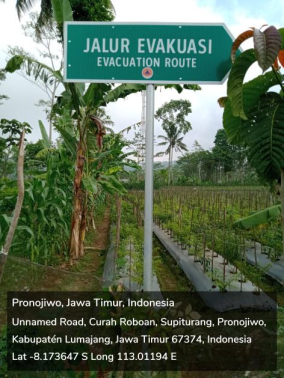 JALUR EVAKUASI
EVACUATION ROUTE
Pronojiwo, Jawa Timur, Indonesia
Unnamed Road, Curah Roboan, Supiturang, Pronojiwo,
Kabupatén Lumajang, Jawa Timur 67374, Indonesia
Lat -8.173647 S Long 113.01194 E